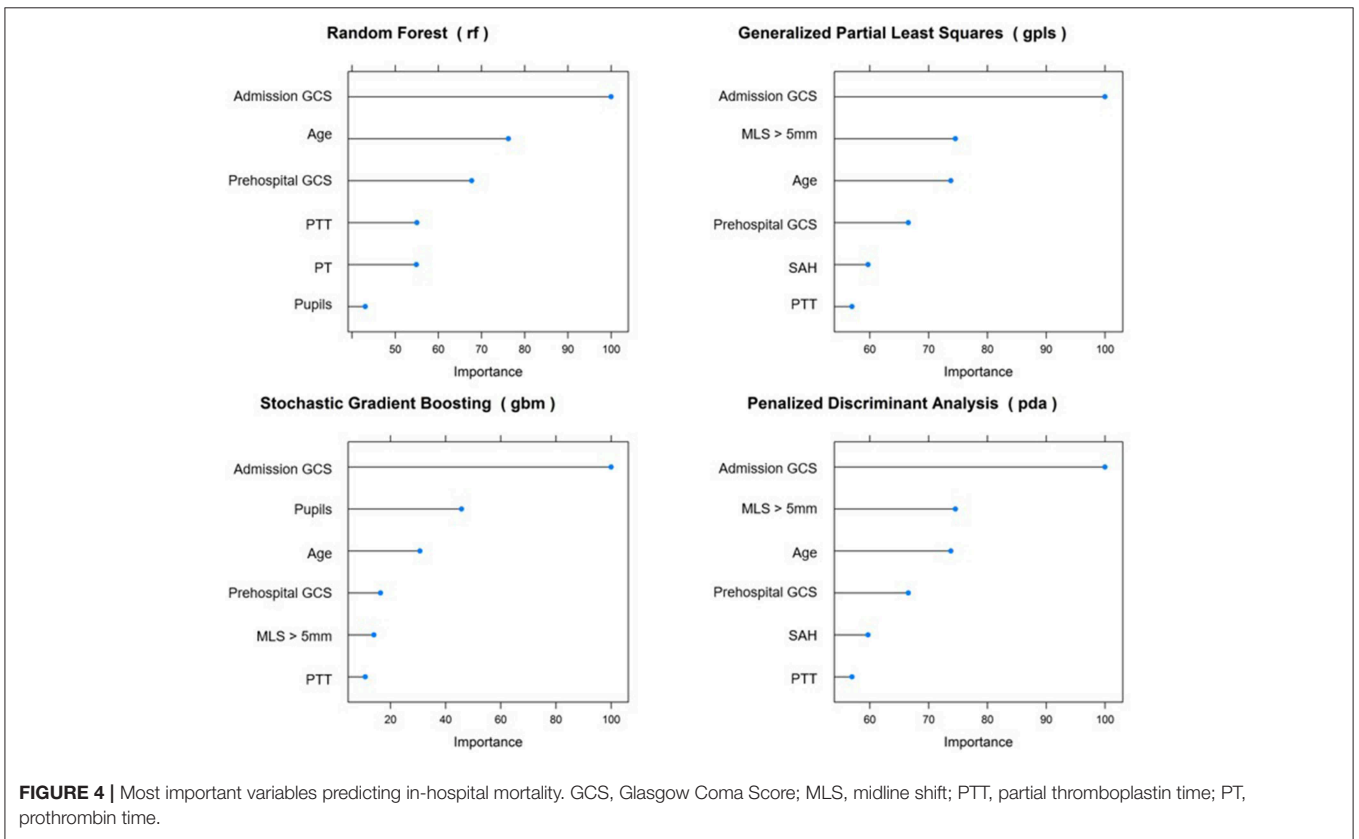 Random Forest ( rf )
Admission GCS
Age
Prehospital GCS
PTT
PT
Pupils
50 60 70 80 90 100
Importance
Generalized Partial Least Squares ( gpls )
Admission GCS
MLS > 5mm
Age
Prehospital GCS
SAH
PTT
60 70 80 90 100
Importance
Stochastic Gradient Boosting ( gbm )
Admission GCS
Pupils
Age
Prehospital GCS
MLS > 5mm
PTT
20 40 60 80 100
Importance
Penalized Discriminant Analysis ( pda )
Admission GCS
MLS > 5mm
Age
Prehospital GCS
SAH
PTT
60 70 80 90 100
Importance
FIGURE 4 | Most important variables predicting in-hospital mortality. GCS, Glasgow Coma Score; MLS, midline shift; PTT, partial thromboplastin time; PT,
prothrombin time.